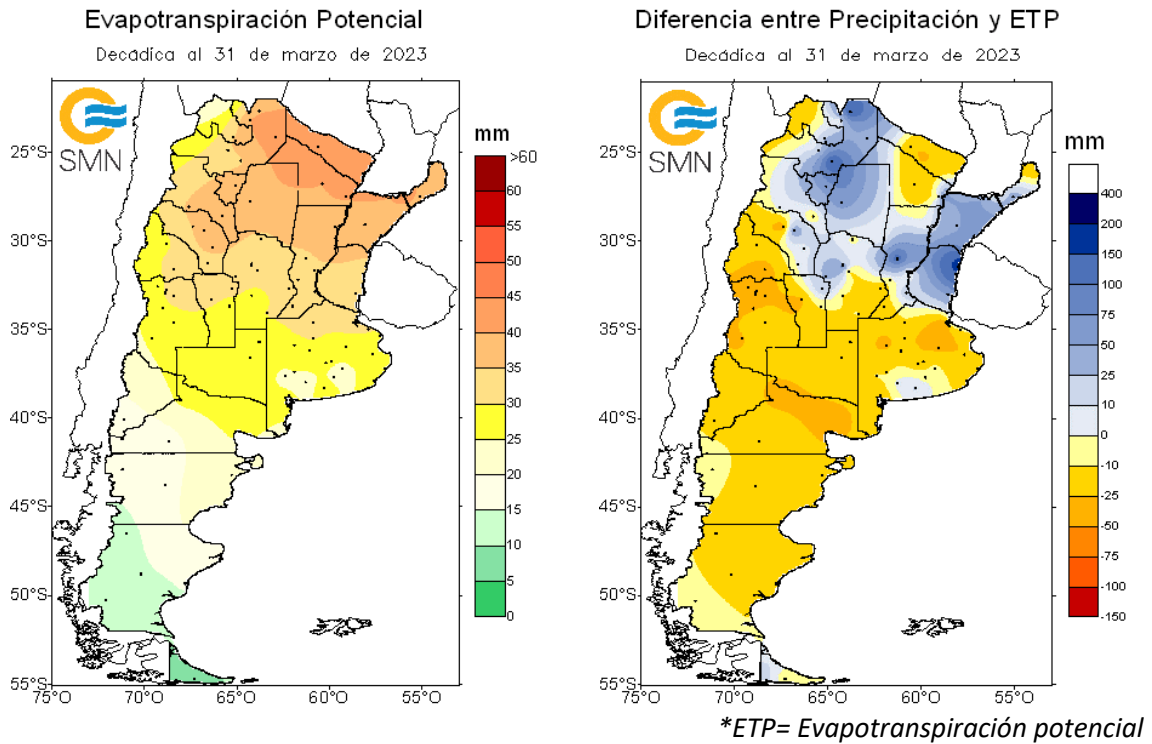 Evapotranspiración Potencial
Decádica al 31 de marzo de 2023
SMN
25°S
30°S
35°S
40°S
45°S
50°S
55°S
75°O
70°O
65°O
60°O
55°O
mm
>60
60
55
50
45
40
35
30
25
20
15
10
5
0
Diferencia entre Precipitación y ETP
Decádica al 31 de marzo de 2023
SMN
25°S
30°S
35°S
40°S
45°S
50°S
55°S
75°O
70°O
65°O
60°O
55°O
mm
400
200
150
100
75
50
25
10
0
-10
-25
-50
-75
-100
-150
*ETP= Evapotranspiración potencial